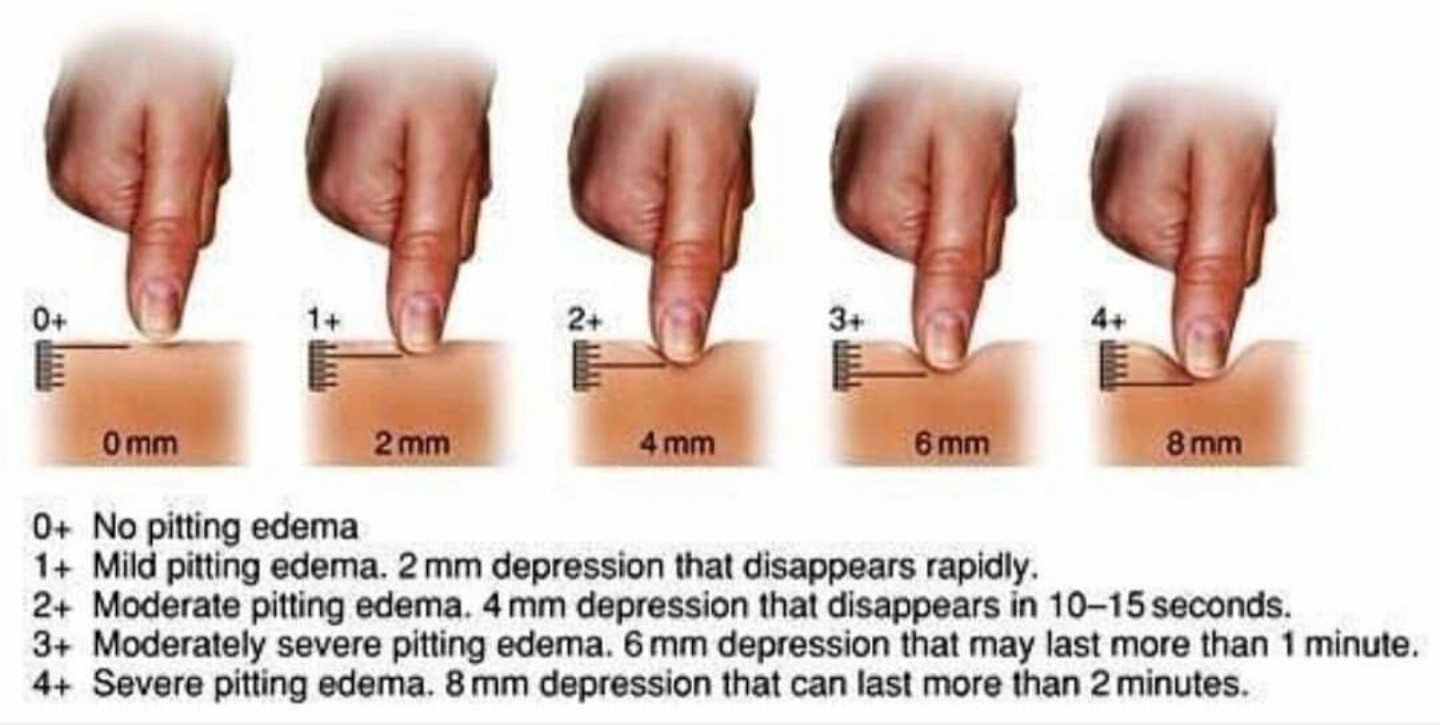 0+ 1+ 2+ 3+ 4+
0 mm 2 mm 4 mm 6 mm 8 mm
0+ No pitting edema
1+ Mild pitting edema. 2 mm depression that disappears rapidly.
2+ Moderate pitting edema. 4 mm depression that disappears in 10–15 seconds.
3+ Moderately severe pitting edema. 6 mm depression that may last more than 1 minute.
4+ Severe pitting edema. 8 mm depression that can last more than 2 minutes.